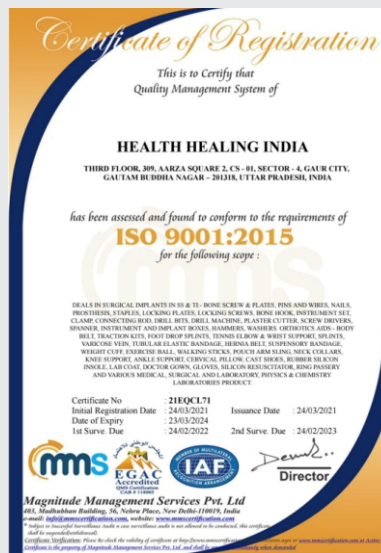 Certificate of Registration
This is to Certify that
Quality Management System of
HEALTH HEALING INDIA
THIRD FLOOR, 309, AARZA SQUARE 2, CS - 01, SECTOR - 4, GAUR CITY,
GAUTAM BUDDHA NAGAR – 201318, UTTAR PRADESH, INDIA
has been assessed and found to conform to the requirements of
ISO 9001:2015
for the following scope :
DEALS IN SURGICAL IMPLANTS IN SS & TI - BONE SCREW & PLATES, PINS AND WIRES, NAILS,
PROSTHESIS, STAPLES, LOCKING PLATES, LOCKING SCREWS, BONE HOOK, INSTRUMENT SET,
CLAMP, CONNECTING ROD, DRILL BITS, DRILL MACHINE, PLASTER CUTTER, SCREW DRIVERS,
SPANNER, INSTRUMENT AND IMPLANT BOXES, HAMMERS, WASHERS ORTHOTICS AIDS - BODY
BELT, TRACTION KITS, FOOT DROP SPLINTS, TENNIS ELBOW & WRIST SUPPORT, SPLINTS,
VARICOSE VEIN, TUBULAR ELASTIC BANDAGE, HERNIA BELT, SUSPENSORY BANDAGE,
WEIGHT CUFF, EXERCISE BALL, WALKING STICKS, POUCH ARM SLING, NECK COLLARS,
KNEE SUPPORT, ANKLE SUPPORT, CERVICAL PILLOW, CAST SHOES, RUBBER SILICON
INSOLE, LAB COAT, DOCTOR GOWN, GLOVES, SILICON RESUSCITATOR, RING PASSERY
AND VARIOUS MEDICAL, SURGICAL AND LABORATORY, PHYSICS & CHEMISTRY
LABORATORIES PRODUCT.
Certificate No : 21EQCL71
Initial Registration Date : 24/03/2021 Issuance Date : 24/03/2021
Date of Expiry : 23/03/2024
1st Surve. Due : 24/02/2022 2nd Surve. Due : 24/02/2023
mms
EGAC
Accredited
QMS Certification
IAF
Director
Magnitude Management Services Pvt. Ltd
403, Madhubhan Building, 56, Nehru Place, New Delhi-110019, India
e-mail: info@mmscertification.com, website: www.mmscertification.com